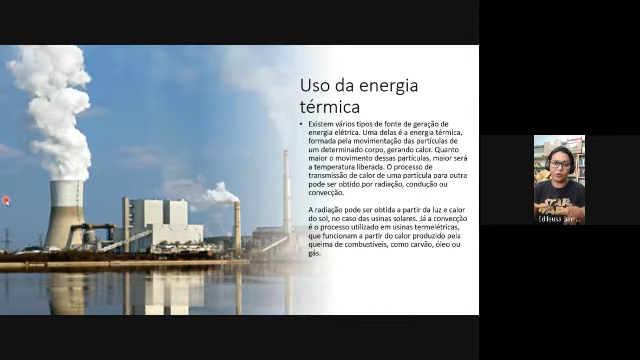 Uso da energia
térmica
• Existem vários tipos de fonte de geração de
energia elétrica. Uma delas é a energia térmica,
formada pela movimentação das partículas de
um determinado corpo, gerando calor. Quanto
maior o movimento dessas partículas, maior será
a temperatura liberada. O processo de
transmissão de calor de uma partícula para outra
pode ser obtido por radiação, condução ou
convecção.
A radiação pode ser obtida a partir da luz e calor
do sol, no caso das usinas solares. Já a convecção
é o processo utilizado em usinas termelétricas,
que funcionam a partir do calor produzido pela
queima de combustíveis, como carvão, óleo ou
gás.
STAR
Edileusa